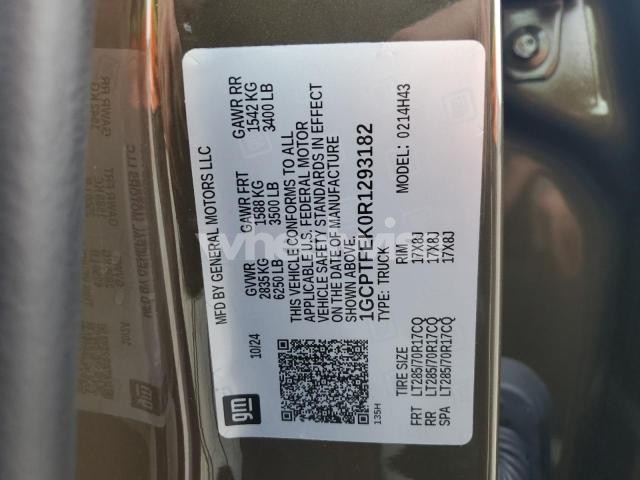 gm
10/24
MFD BY GENERAL MOTORS LLC
GVWR
2835 KG
6250 LB
GAWR FRT
1588 KG
3500 LB
GAWR RR
1542 KG
3400 LB
THIS VEHICLE CONFORMS TO ALL
APPLICABLE U.S. FEDERAL MOTOR
VEHICLE SAFETY STANDARDS IN EFFECT
ON THE DATE OF MANUFACTURE
SHOWN ABOVE.
1GCPTFEK0R1293182
TYPE: TRUCK
MODEL: 0214H43
135H
TIRE SIZE RIM
FRT LT285/70R17CQ 17X8J
RR LT285/70R17CQ 17X8J
SPA LT285/70R17CQ 17X8J